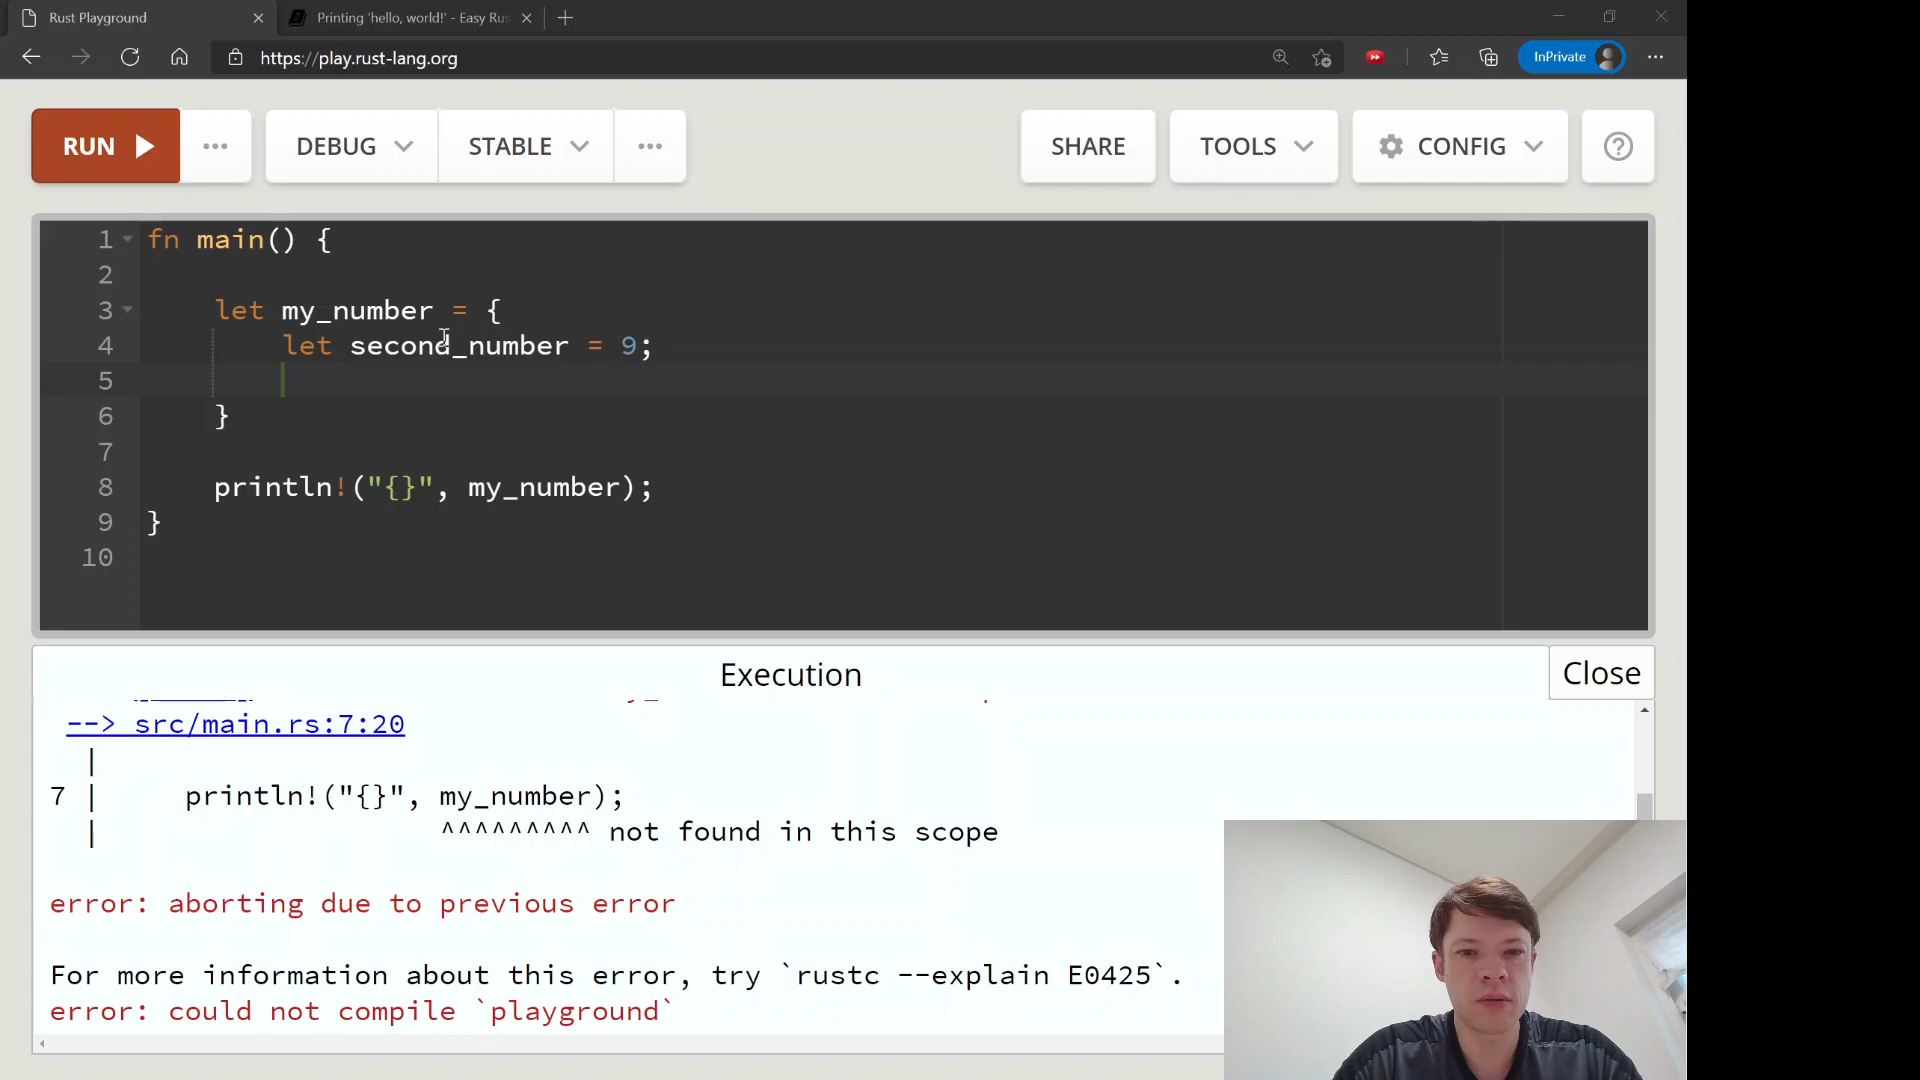 Rust Playground
Printing 'hello, world!' - Easy Rus
https://play.rust-lang.org
InPrivate
RUN
DEBUG
STABLE
SHARE
TOOLS
CONFIG
1 fn main() {
2
3 let my_number = {
4 let second_number = 9;
5
6 }
7
8 println!("{}", my_number);
9 }
10
Execution
Close
--> src/main.rs:7:20
|
7 | println!("{}", my_number);
| ^^^^^^^^^ not found in this scope
error: aborting due to previous error
For more information about this error, try `rustc --explain E0425`.
error: could not compile `playground`